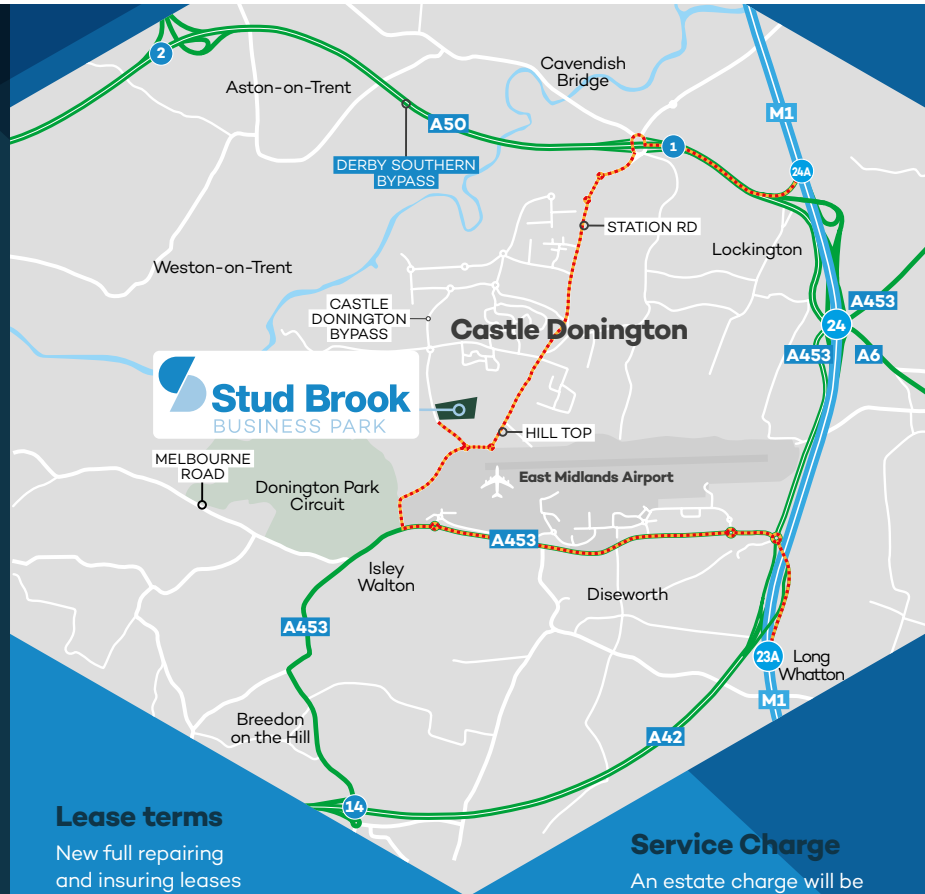 2
Aston-on-Trent
Cavendish
Bridge
M1
A50
DERBY SOUTHERN
BYPASS
1
24A
STATION RD
Lockington
Weston-on-Trent
CASTLE
DONINGTON
BYPASS
Castle Donington
A453
24
A453
A6
Stud Brook
BUSINESS PARK
HILL TOP
MELBOURNE
ROAD
Donington Park
Circuit
East Midlands Airport
A453
Isley
Walton
Diseworth
A453
23A
Long
Whatton
M1
Breedon
on the Hill
A42
14
Lease terms
New full repairing
and insuring leases
Service Charge
An estate charge will be